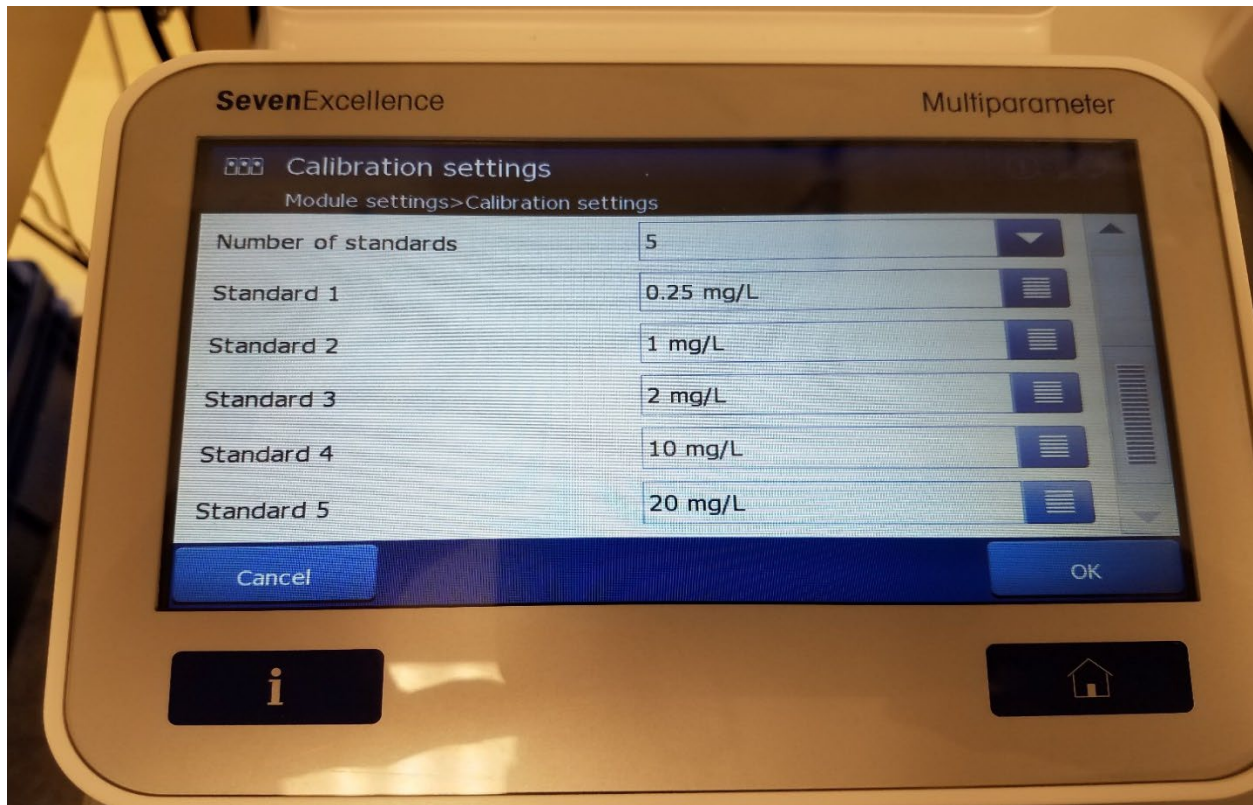 SevenExcellence Multiparameter
Calibration settings
Module settings>Calibration settings
Number of standards 5
Standard 1 0.25 mg/L
Standard 2 1 mg/L
Standard 3 2 mg/L
Standard 4 10 mg/L
Standard 5 20 mg/L
Cancel OK
i